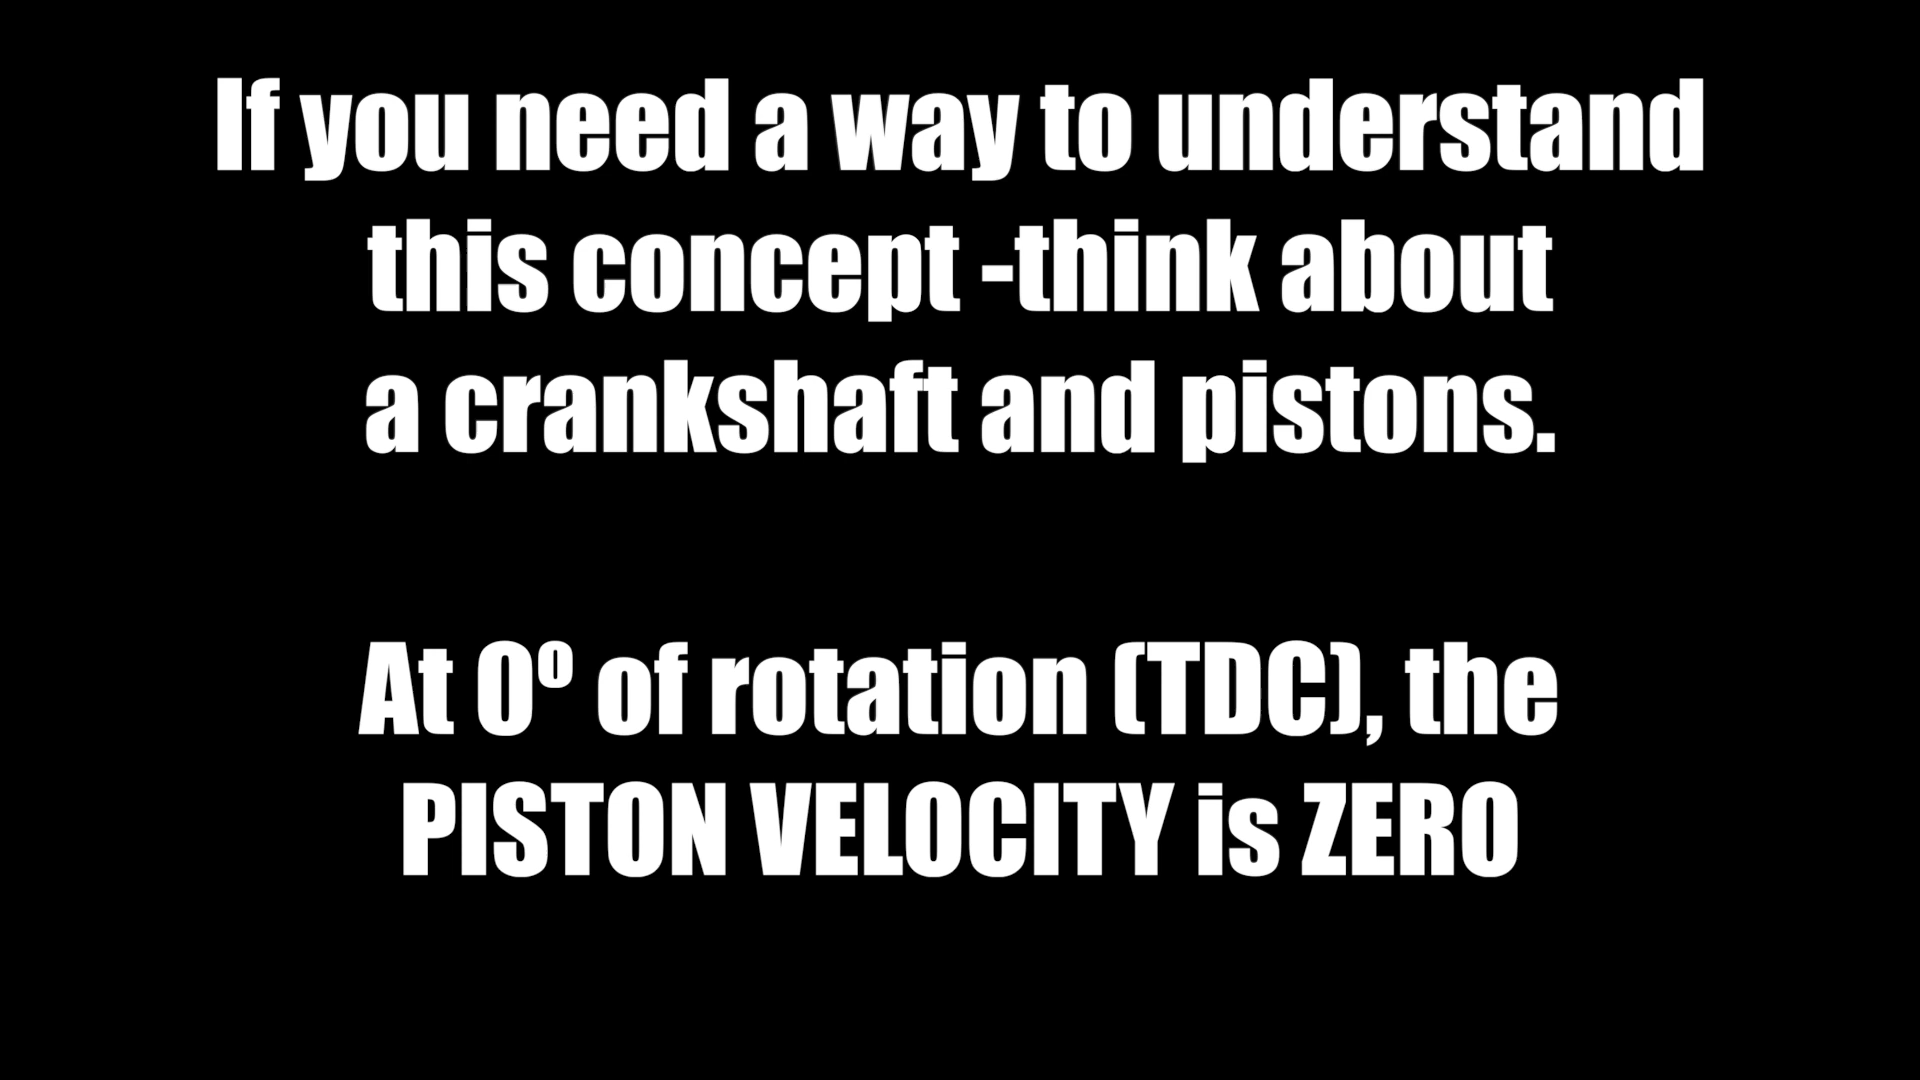 If you need a way to understand
this concept -think about
a crankshaft and pistons.
At 0º of rotation (TDC), the
PISTON VELOCITY is ZERO